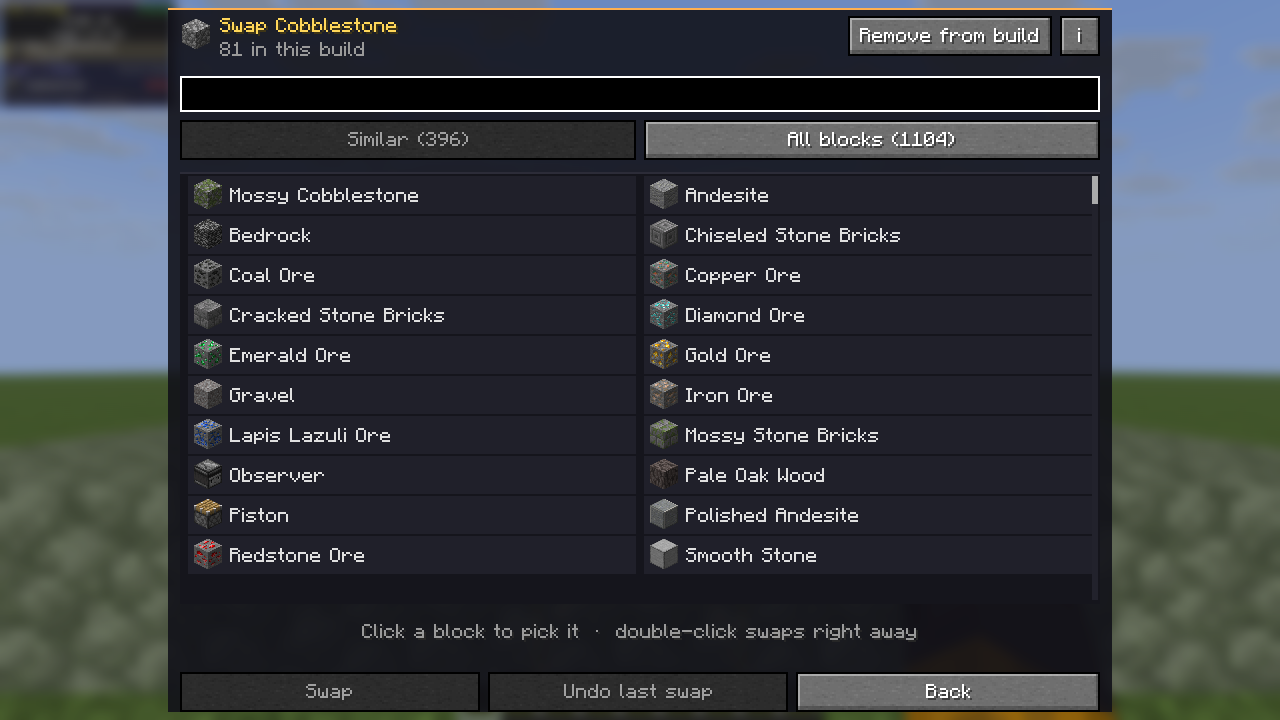 Swap Cobblestone
81 in this build
Remove from build
i
Similar (396)
All blocks (1104)
Mossy Cobblestone
Andesite
Bedrock
Chiseled Stone Bricks
Coal Ore
Copper Ore
Cracked Stone Bricks
Diamond Ore
Emerald Ore
Gold Ore
Gravel
Iron Ore
Lapis Lazuli Ore
Mossy Stone Bricks
Observer
Pale Oak Wood
Piston
Polished Andesite
Redstone Ore
Smooth Stone
Click a block to pick it · double-click swaps right away
Swap
Undo last swap
Back